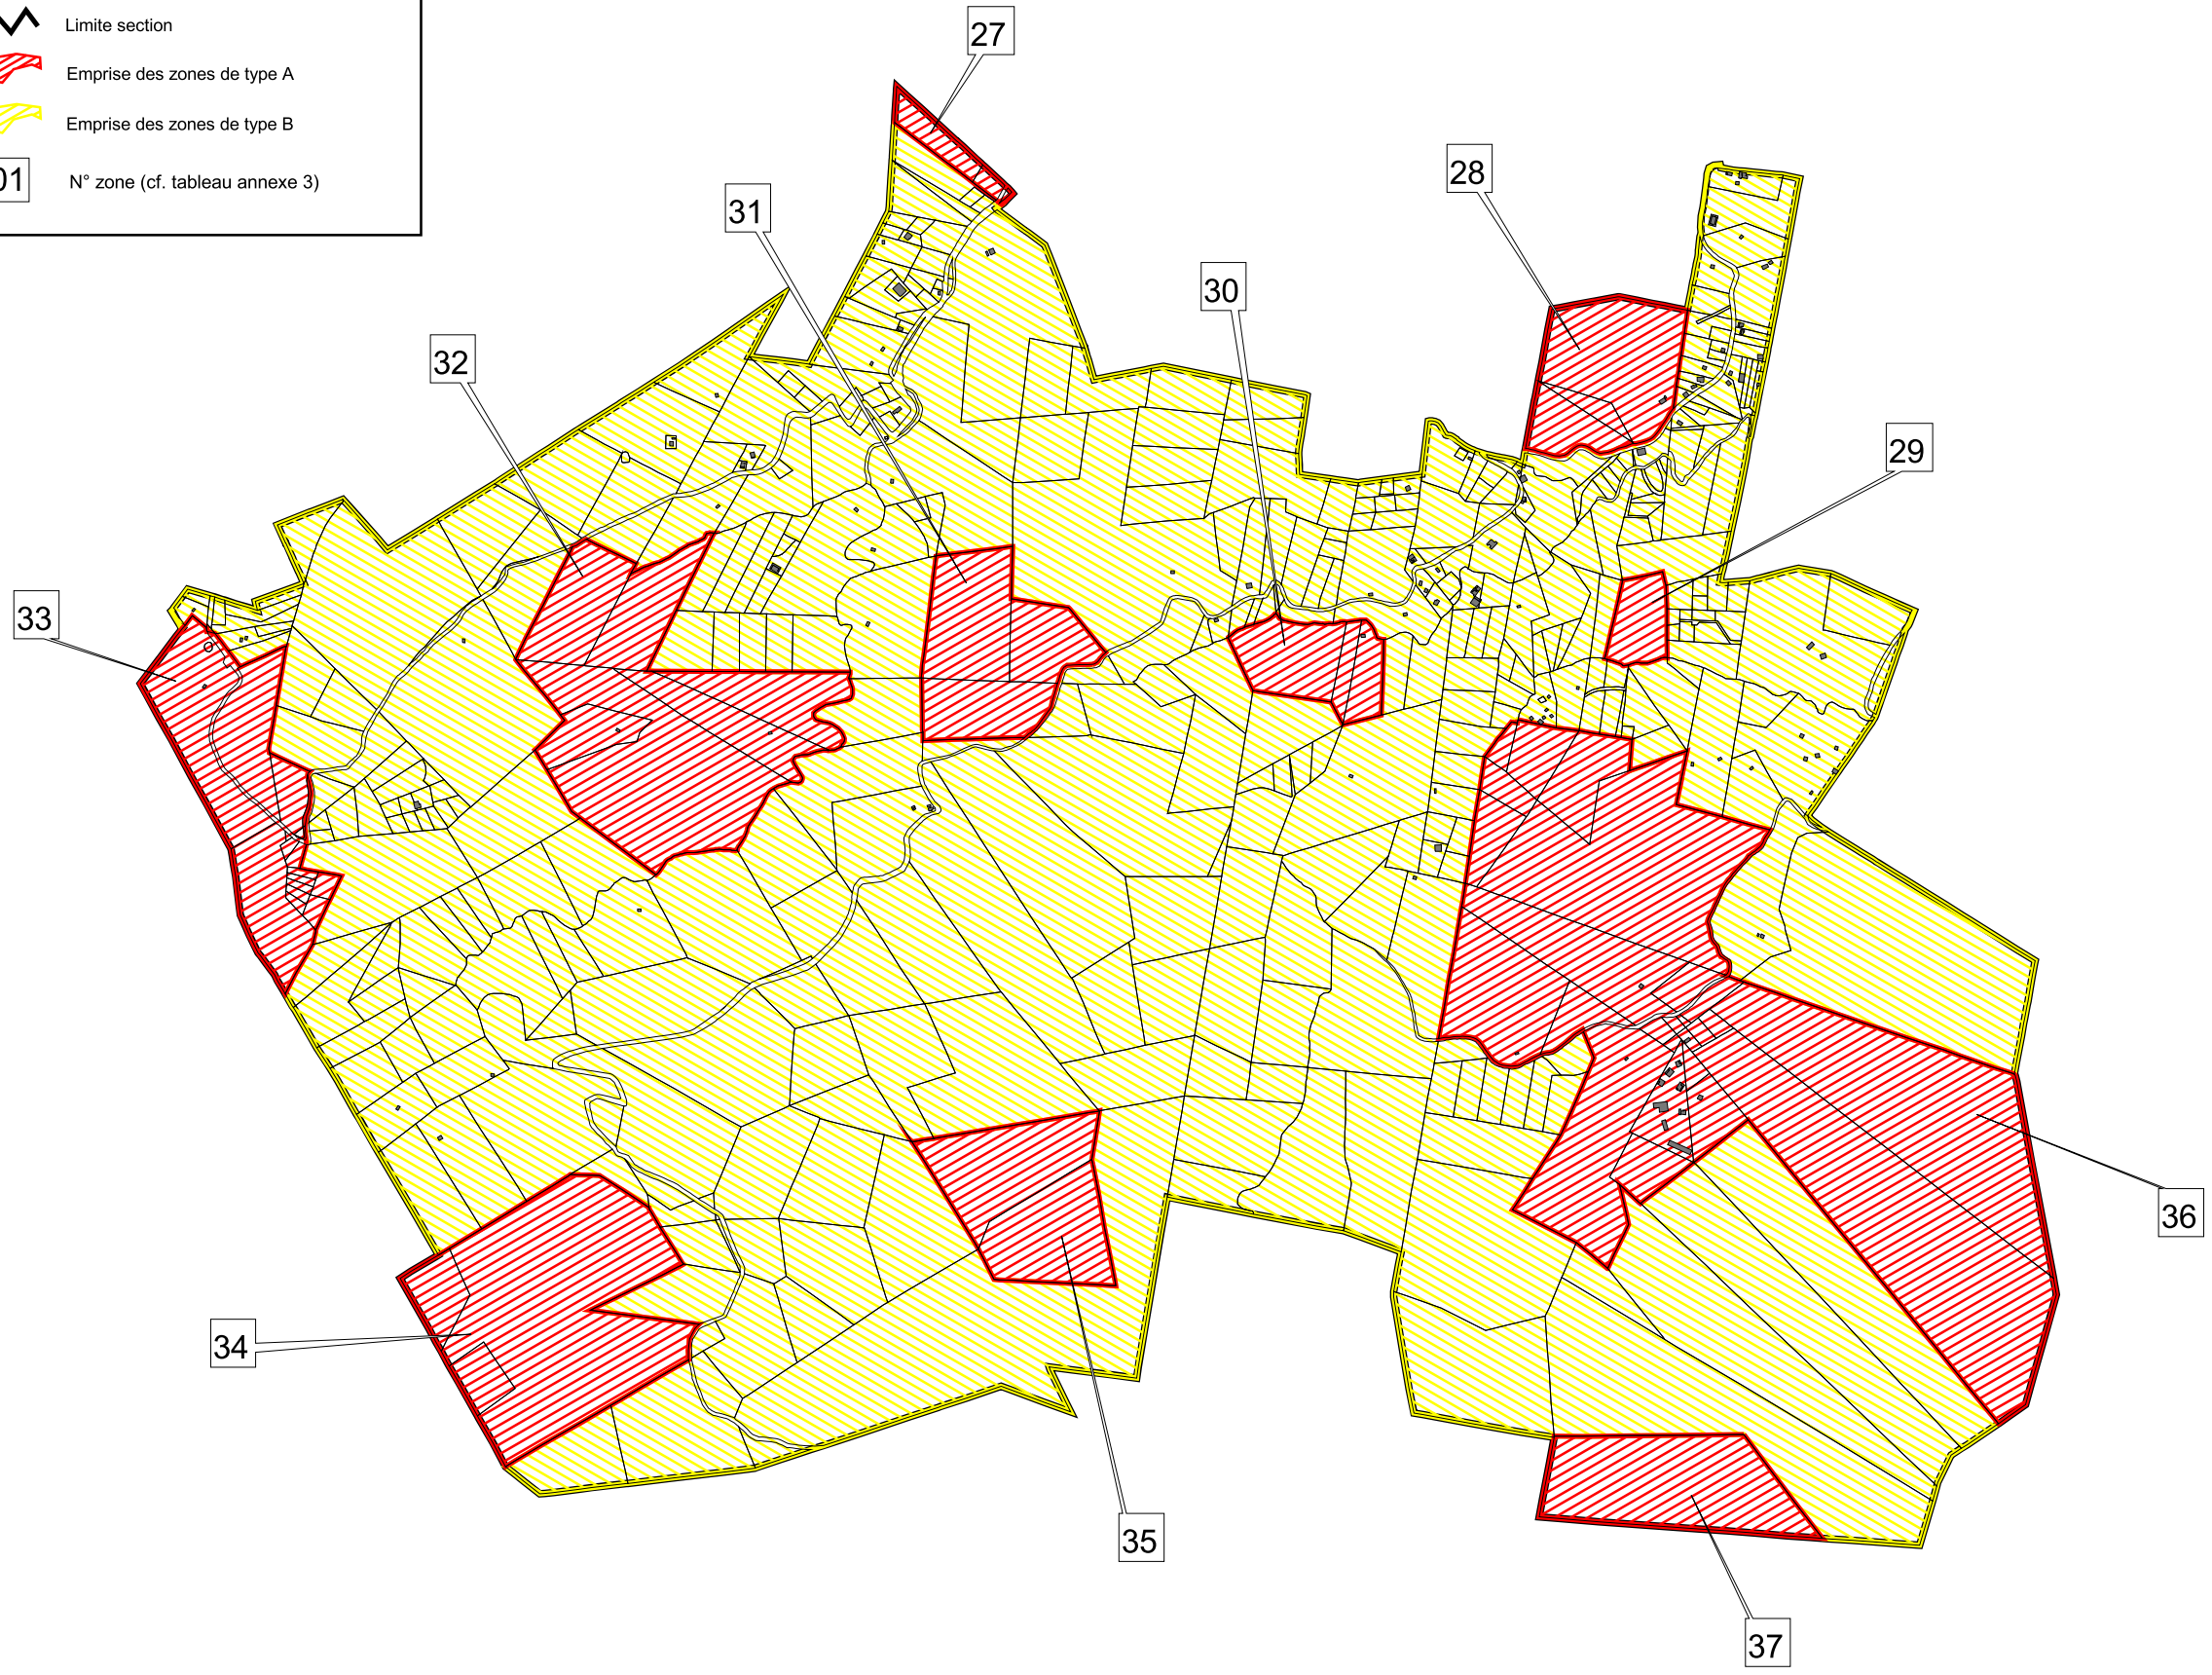 Limite section
Emprise des zones de type A
Emprise des zones de type B
01 N° zone (cf. tableau annexe 3)
27
28
31
30
32
29
33
36
34
35
37